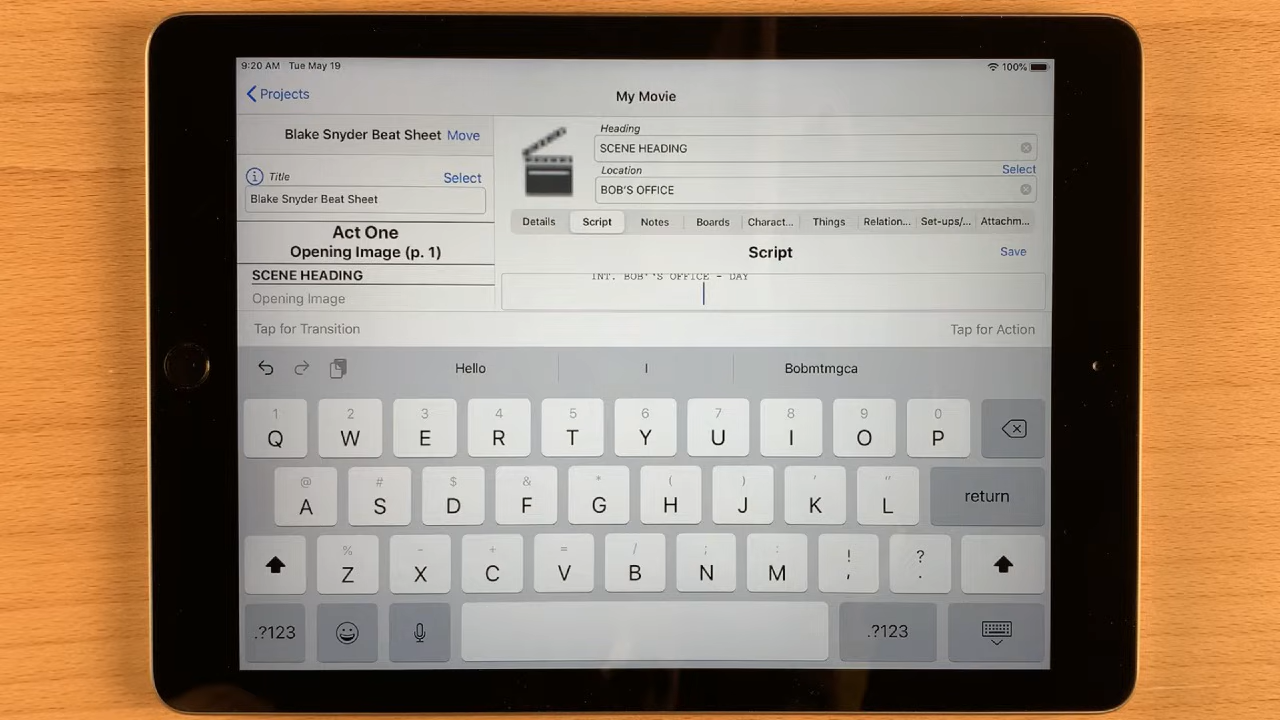 9:20 AM Tue May 19 100%
Projects My Movie
Blake Snyder Beat Sheet Move
Title Select
Blake Snyder Beat Sheet
Act One
Opening Image (p. 1)
SCENE HEADING
Opening Image
Heading
SCENE HEADING
Location Select
BOB'S OFFICE
Details Script Notes Boards Charact... Things Relation... Set-ups/... Attachm...
Script Save
INT. BOB''S OFFICE - DAY
Tap for Transition Tap for Action
Hello I Bobmtmgca
1 2 3 4 5 6 7 8 9 0
Q W E R T Y U I O P
@ # $ & * ( ) ' "
A S D F G H J K L return
% - + = / ; : ! ?
Z X C V B N M , .
.?123 .?123